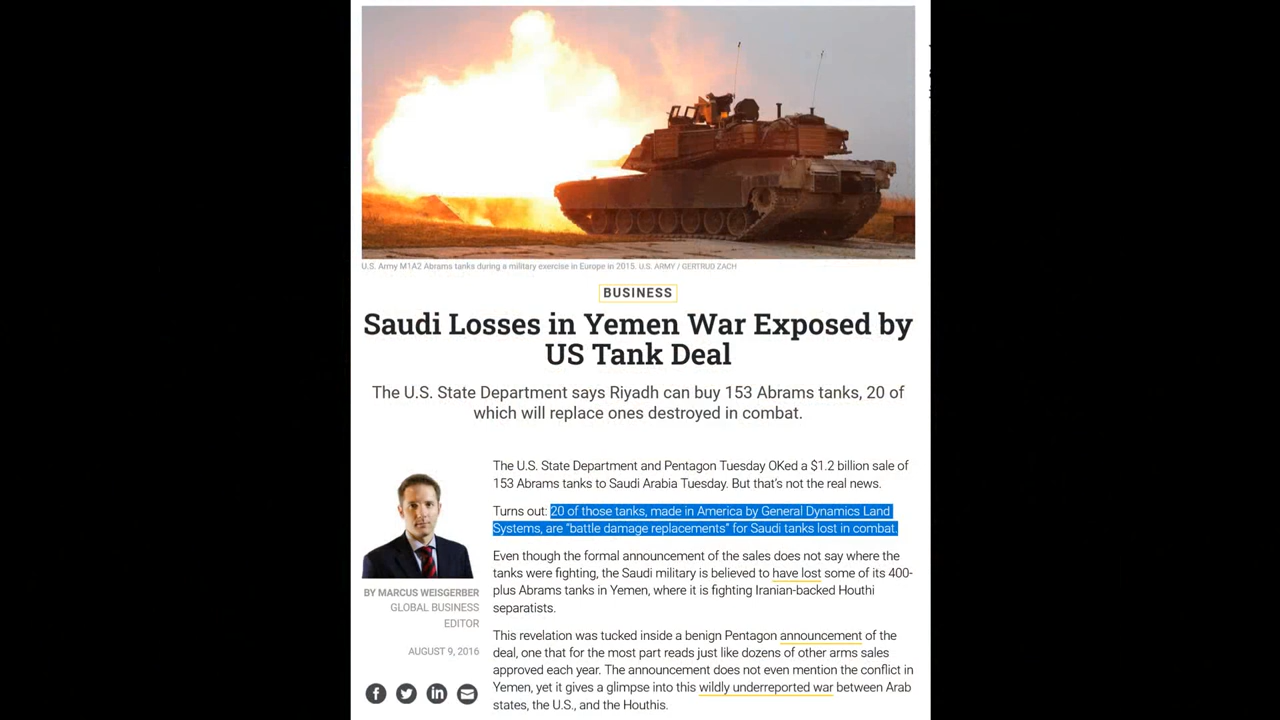 U.S. Army M1A2 Abrams tanks during a military exercise in Europe in 2015. U.S. ARMY / GERTRUD ZACH
BUSINESS
Saudi Losses in Yemen War Exposed by
US Tank Deal
The U.S. State Department says Riyadh can buy 153 Abrams tanks, 20 of
which will replace ones destroyed in combat.
The U.S. State Department and Pentagon Tuesday OKed a $1.2 billion sale of
153 Abrams tanks to Saudi Arabia Tuesday. But that's not the real news.
Turns out: 20 of those tanks, made in America by General Dynamics Land
Systems, are “battle damage replacements” for Saudi tanks lost in combat.
Even though the formal announcement of the sales does not say where the
tanks were fighting, the Saudi military is believed to have lost some of its 400-
plus Abrams tanks in Yemen, where it is fighting Iranian-backed Houthi
separatists.
This revelation was tucked inside a benign Pentagon announcement of the
deal, one that for the most part reads just like dozens of other arms sales
approved each year. The announcement does not even mention the conflict in
Yemen, yet it gives a glimpse into this wildly underreported war between Arab
states, the U.S., and the Houthis.
BY MARCUS WEISGERBER
GLOBAL BUSINESS
EDITOR
AUGUST 9, 2016